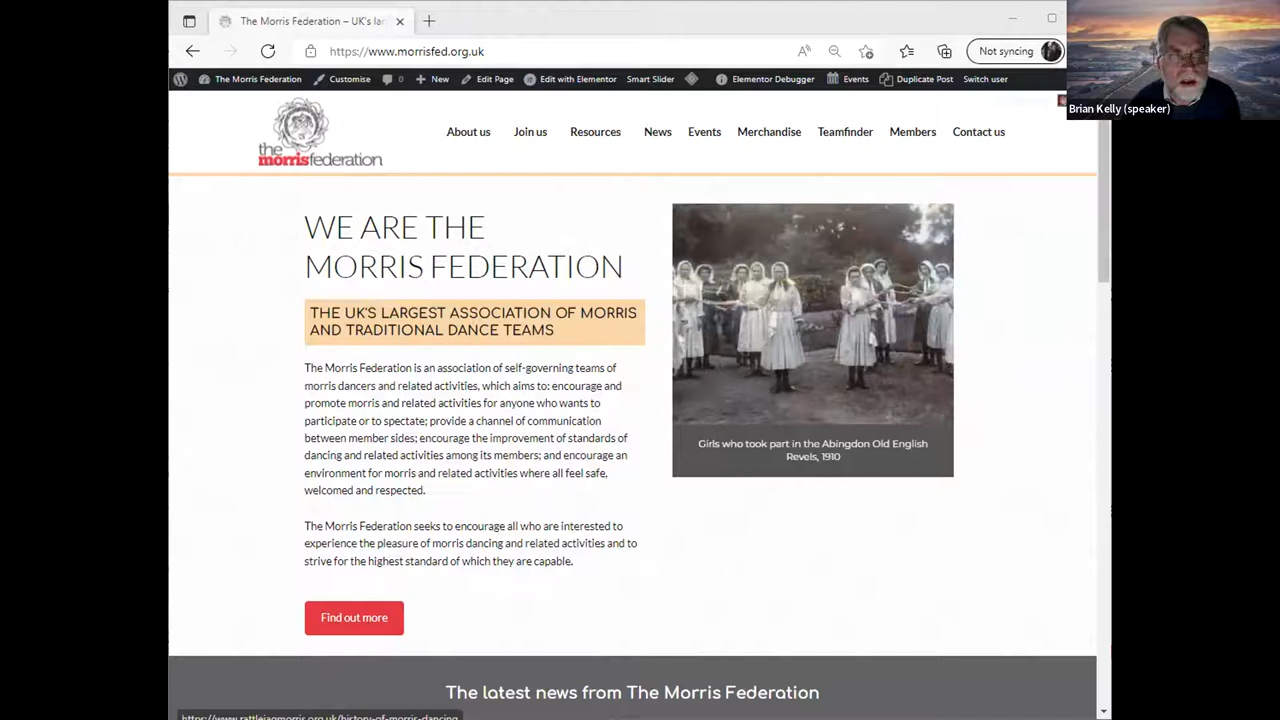 The Morris Federation – UK's lar
https://www.morrisfed.org.uk
Not syncing
Brian Kelly (speaker)
The Morris Federation
Customise
0
New
Edit Page
Edit with Elementor
Smart Slider
Elementor Debugger
Events
Duplicate Post
Switch user
the
morrisfederation
About us
Join us
Resources
News
Events
Merchandise
Teamfinder
Members
Contact us
WE ARE THE
MORRIS FEDERATION
THE UK'S LARGEST ASSOCIATION OF MORRIS
AND TRADITIONAL DANCE TEAMS
The Morris Federation is an association of self-governing teams of
morris dancers and related activities, which aims to: encourage and
promote morris and related activities for anyone who wants to
participate or to spectate; provide a channel of communication
between member sides; encourage the improvement of standards of
dancing and related activities among its members; and encourage an
environment for morris and related activities where all feel safe,
welcomed and respected.
The Morris Federation seeks to encourage all who are interested to
experience the pleasure of morris dancing and related activities and to
strive for the highest standard of which they are capable.
Girls who took part in the Abingdon Old English
Revels, 1910
Find out more
The latest news from The Morris Federation
https://www.rattlejagmorris.org.uk/history-of-morris-dancing